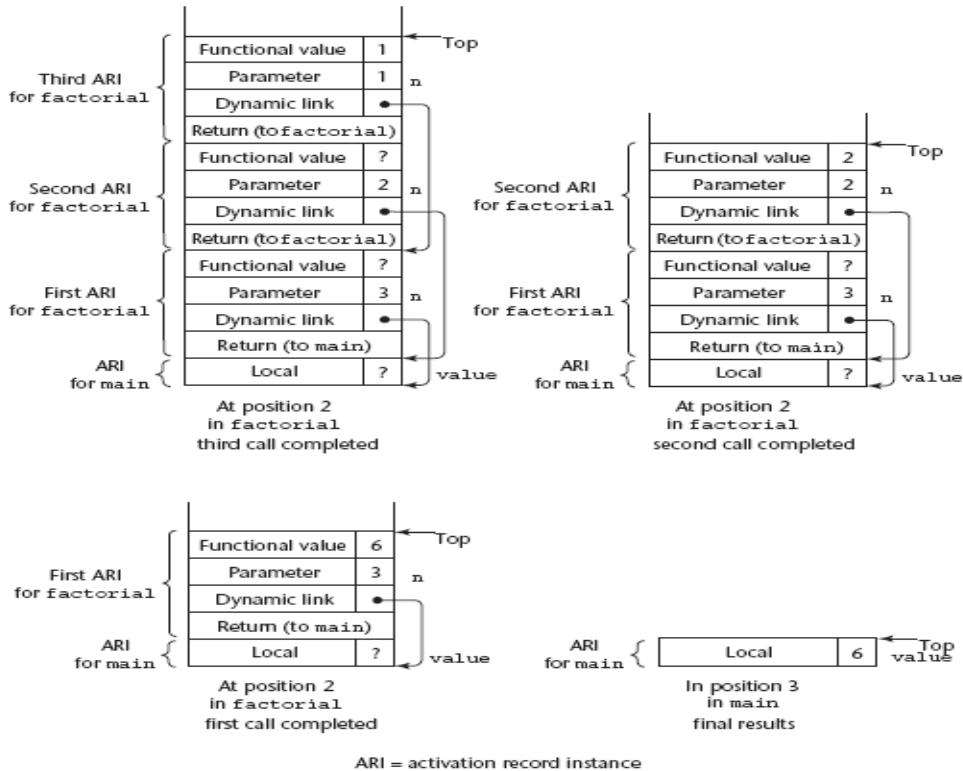 Top
Functional value 1
Third ARI
for factorial
Parameter 1 n
Dynamic link
Return (to factorial)
Functional value ?
Second ARI
for factorial
Parameter 2 n
Dynamic link
Return (to factorial)
Functional value ?
First ARI
for factorial
Parameter 3 n
Dynamic link
Return (to main)
ARI
for main
Local ? value
At position 2
in factorial
third call completed
Top
Functional value 2
Second ARI
for factorial
Parameter 2 n
Dynamic link
Return (to factorial)
Functional value ?
First ARI
for factorial
Parameter 3 n
Dynamic link
Return (to main)
ARI
for main
Local ? value
At position 2
in factorial
second call completed
Top
Functional value 6
First ARI
for factorial
Parameter 3 n
Dynamic link
Return (to main)
ARI
for main
Local ? value
At position 2
in factorial
first call completed
Top
ARI
for main
Local 6 value
In position 3
in main
final results
ARI = activation record instance